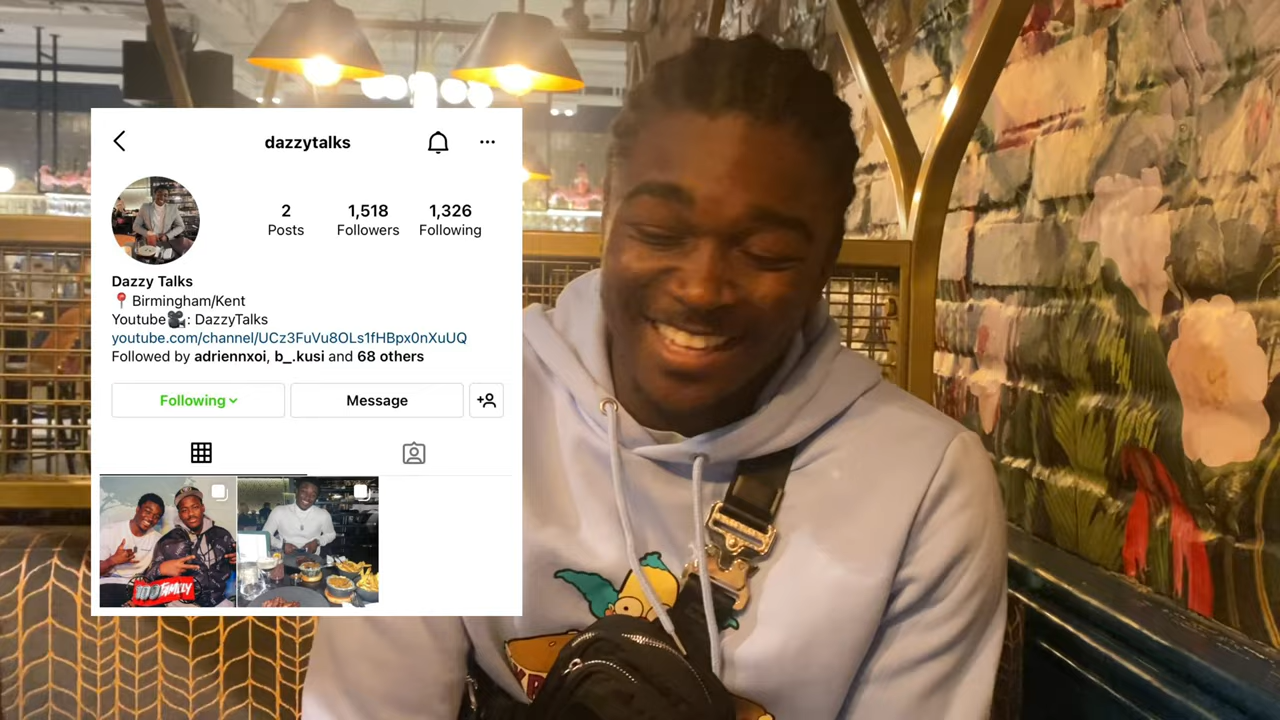 dazzytalks
2 1,518 1,326
Posts Followers Following
Dazzy Talks
📍Birmingham/Kent
Youtube🎥: DazzyTalks
youtube.com/channel/UCz3FuVu8OLs1fHBpx0nXuUQ
Followed by adriennxoi, b_.kusi and 68 others
Following Message